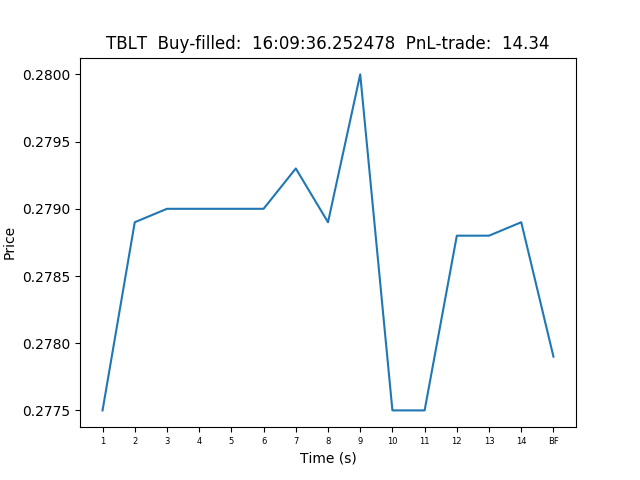 TBLT  Buy-filled:  16:09:36.252478  PnL-trade:  14.34
0.2800
0.2795
0.2790
0.2785
0.2780
0.2775
Price
1 2 3 4 5 6 7 8 9 10 11 12 13 14 BF
Time (s)